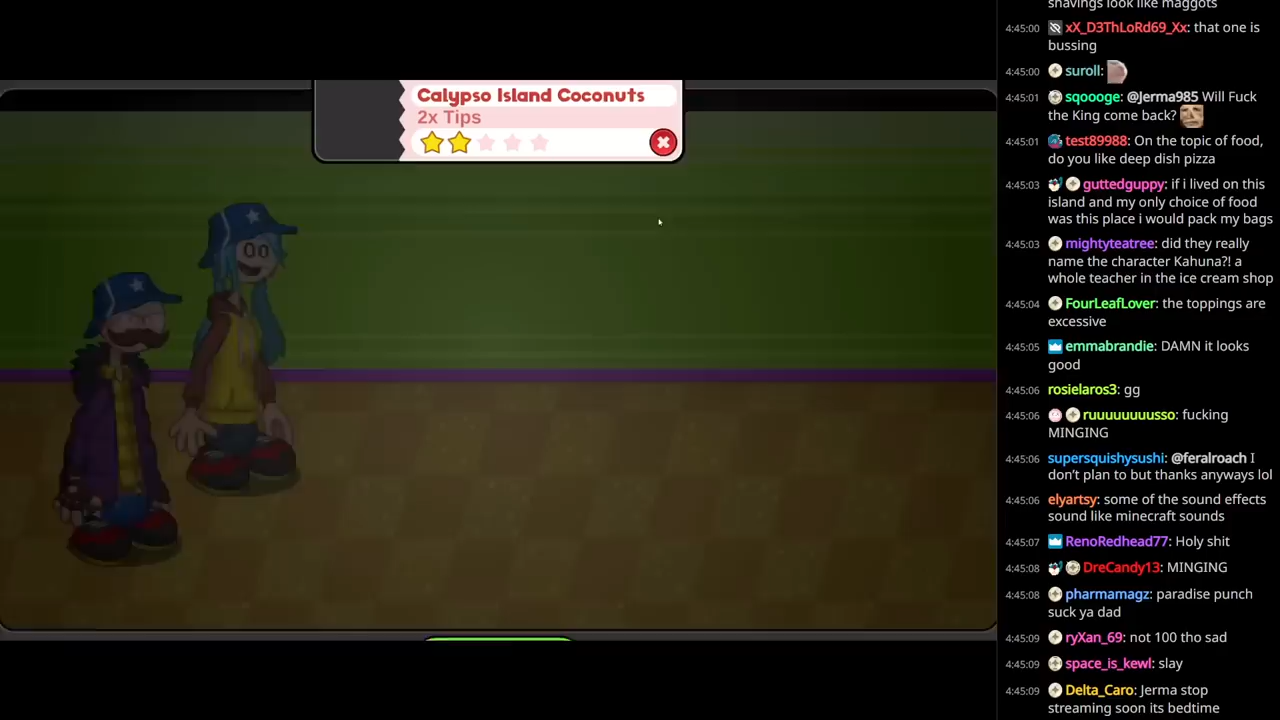 Calypso Island Coconuts
2x Tips
shavings look like maggots
4:45:00 xX_D3ThLoRd69_Xx: that one is
bussing
4:45:00 suroll:
4:45:01 sqoooge: @Jerma985 Will Fuck
the King come back?
4:45:01 test89988: On the topic of food,
do you like deep dish pizza
4:45:03 guttedguppy: if i lived on this
island and my only choice of food
was this place i would pack my bags
4:45:03 mightyteatree: did they really
name the character Kahuna?! a
whole teacher in the ice cream shop
4:45:04 FourLeafLover: the toppings are
excessive
4:45:05 emmabrandie: DAMN it looks
good
4:45:06 rosielaros3: gg
4:45:06 ruuuuuuusso: fucking
MINGING
4:45:06 supersquishysushi: @feralroach I
don’t plan to but thanks anyways lol
4:45:06 elyartsy: some of the sound effects
sound like minecraft sounds
4:45:07 RenoRedhead77: Holy shit
4:45:08 DreCandy13: MINGING
4:45:08 pharmamagz: paradise punch
suck ya dad
4:45:09 ryXan_69: not 100 tho sad
4:45:09 space_is_kewl: slay
4:45:09 Delta_Caro: Jerma stop
streaming soon its bedtime